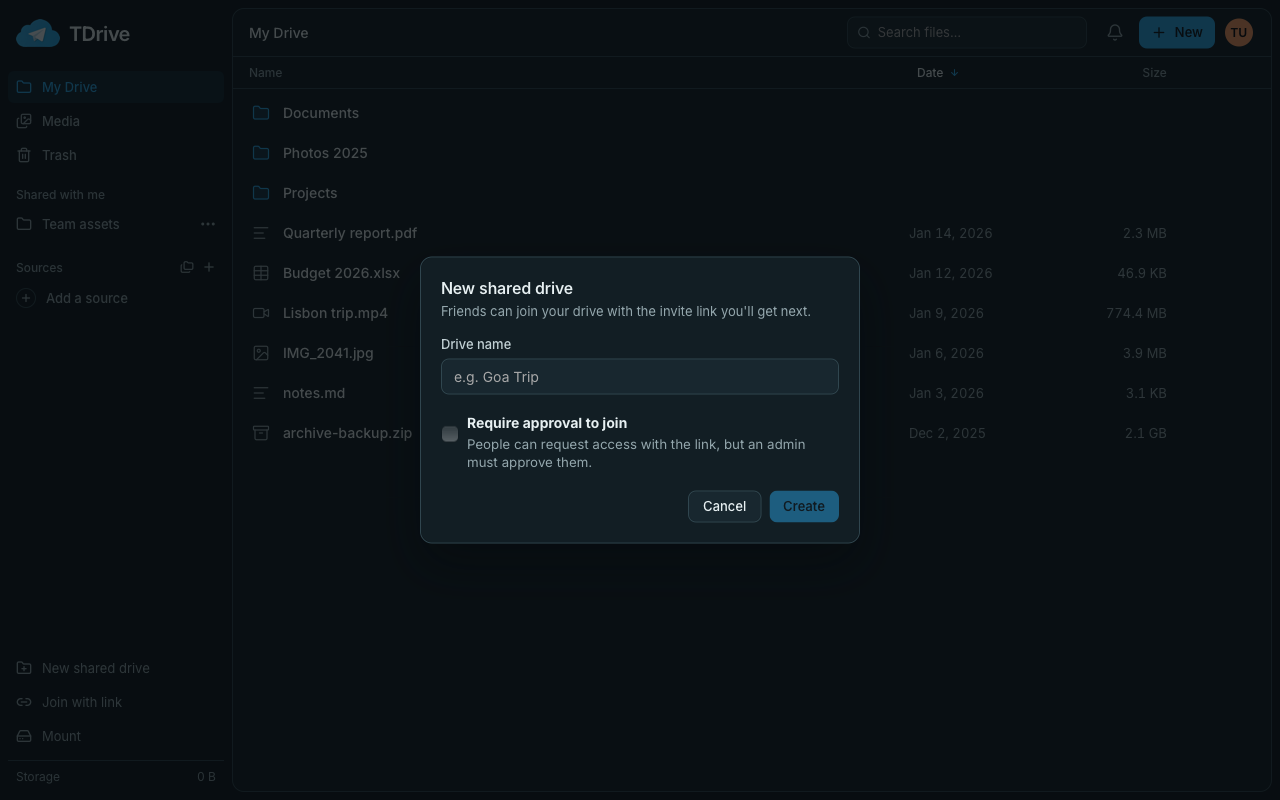 TDrive
My Drive
Media
Trash
Shared with me
Team assets
Sources
Add a source
New shared drive
Join with link
Mount
Storage 0 B
My Drive
Search files...
New
TU
Name Date Size
Documents
Photos 2025
Projects
Quarterly report.pdf Jan 14, 2026 2.3 MB
Budget 2026.xlsx Jan 12, 2026 46.9 KB
Lisbon trip.mp4 Jan 9, 2026 774.4 MB
IMG_2041.jpg Jan 6, 2026 3.9 MB
notes.md Jan 3, 2026 3.1 KB
archive-backup.zip Dec 2, 2025 2.1 GB
New shared drive
Friends can join your drive with the invite link you'll get next.
Drive name
e.g. Goa Trip
Require approval to join
People can request access with the link, but an admin
must approve them.
Cancel
Create